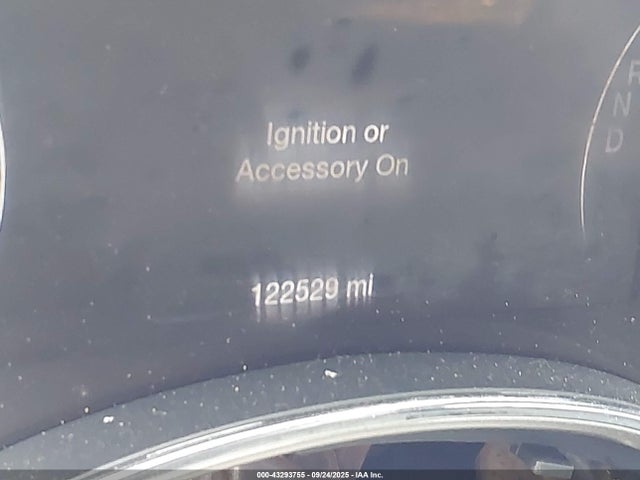 R
N
D
Ignition or
Accessory On
122529 mi
000-43293755 - 09/24/2025 - IAA Inc.